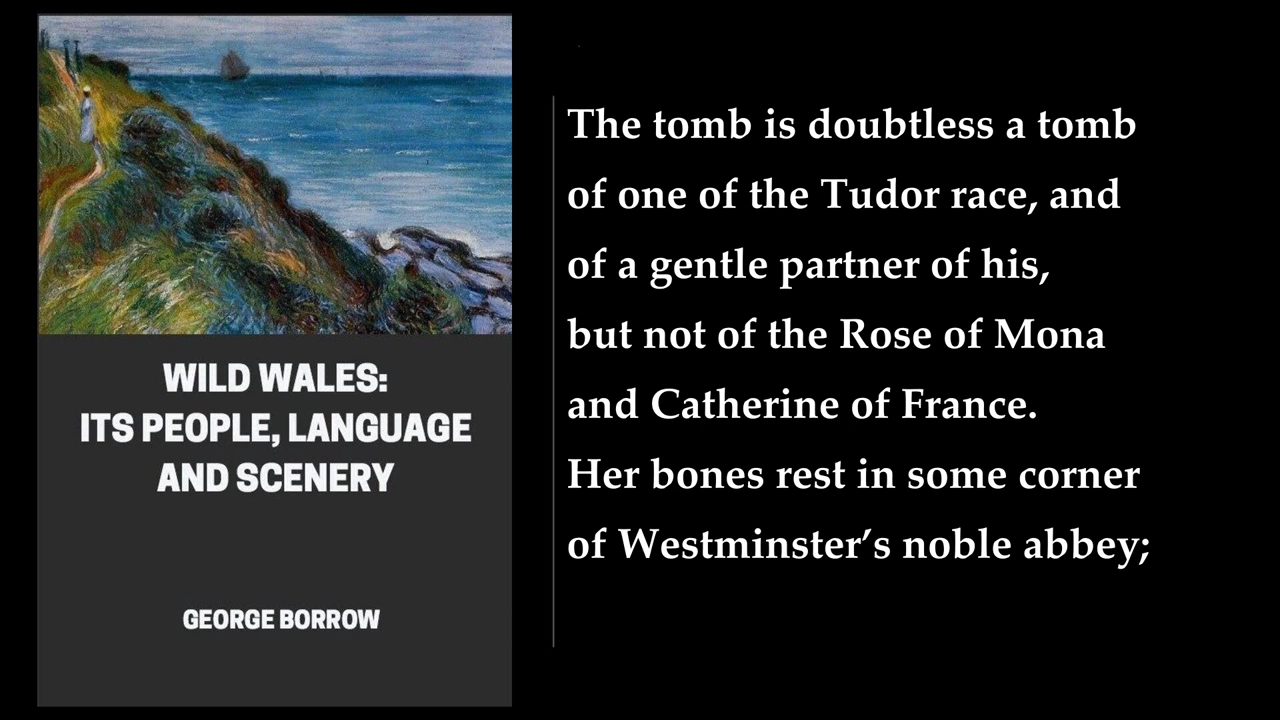 WILD WALES:
ITS PEOPLE, LANGUAGE
AND SCENERY
GEORGE BORROW
The tomb is doubtless a tomb
of one of the Tudor race, and
of a gentle partner of his,
but not of the Rose of Mona
and Catherine of France.
Her bones rest in some corner
of Westminster’s noble abbey;